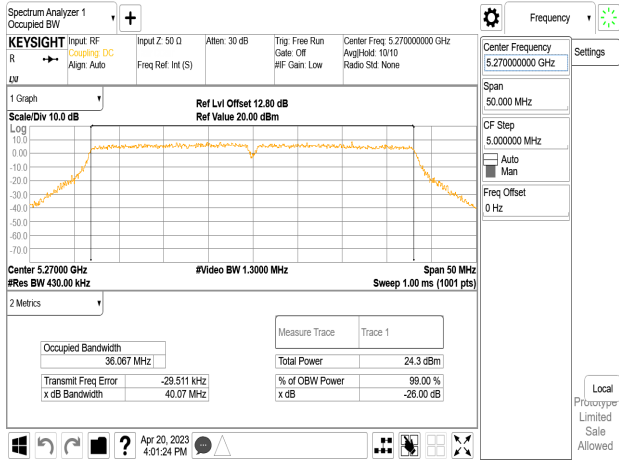 Spectrum Analyzer 1
Occupied BW
Frequency
KEYSIGHT
R
Input: RF
Coupling: DC
Align: Auto
Input Z: 50 Ω
Freq Ref: Int (S)
Atten: 30 dB
Trig: Free Run
Gate: Off
#IF Gain: Low
Center Freq: 5.270000000 GHz
Avg|Hold: 10/10
Radio Std: None
Center Frequency
5.270000000 GHz
Settings
Span
50.000 MHz
CF Step
5.000000 MHz
Auto
Man
Freq Offset
0 Hz
1 Graph
Scale/Div 10.0 dB
Ref Lvl Offset 12.80 dB
Ref Value 20.00 dBm
Log
10.0
0.00
-10.0
-20.0
-30.0
-40.0
-50.0
-60.0
-70.0
Center 5.27000 GHz
#Video BW 1.3000 MHz
Span 50 MHz
#Res BW 430.00 kHz
Sweep 1.00 ms (1001 pts)
2 Metrics
Measure Trace
Trace 1
Occupied Bandwidth
36.067 MHz
Total Power
24.3 dBm
Transmit Freq Error
-29.511 kHz
% of OBW Power
99.00 %
x dB Bandwidth
40.07 MHz
x dB
-26.00 dB
Local
Prototype
Limited
Sale
Allowed
?
Apr 20, 2023
4:01:24 PM